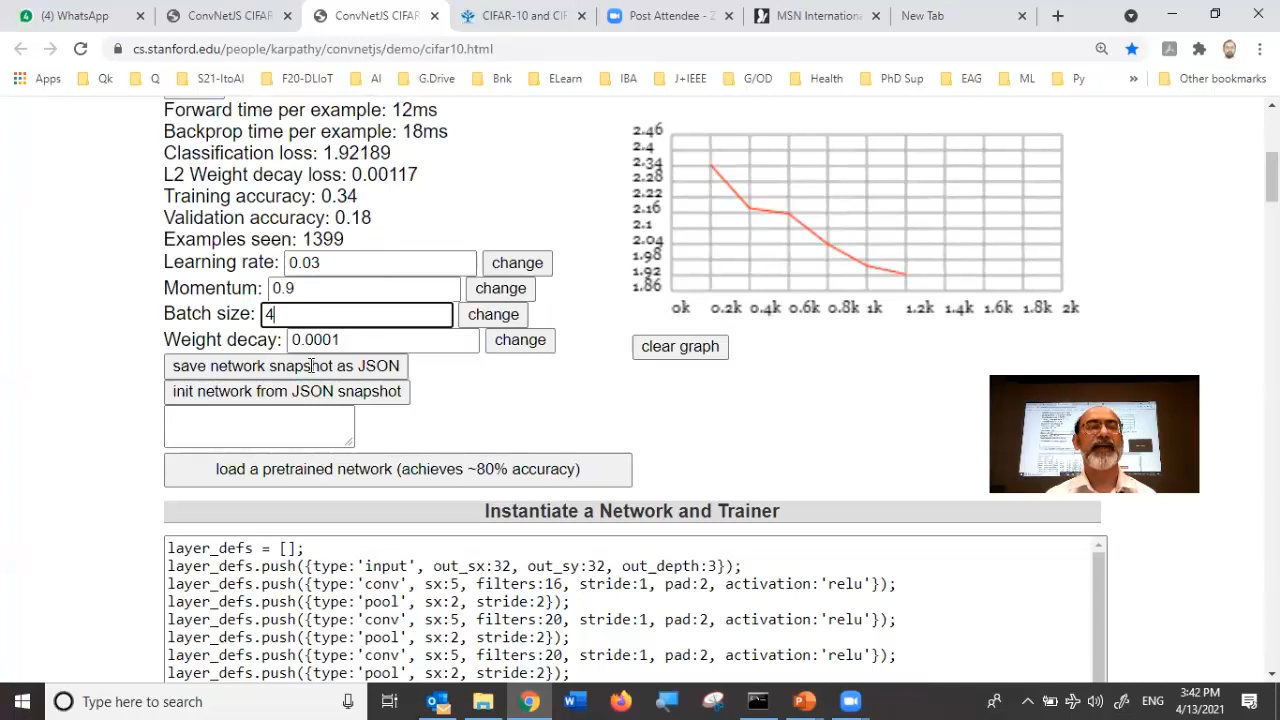 (4) WhatsApp
ConvNetJS CIFAR
ConvNetJS CIFAR
CIFAR-10 and CIF
Post Attendee - Z
MSN Internationa
New Tab
cs.stanford.edu/people/karpathy/convnetjs/demo/cifar10.html
Apps Qk Q S21-ItoAI F20-DLIoT AI G.Drive Bnk ELearn IBA J+IEEE G/OD Health PhD Sup EAG ML Py » Other bookmarks
Forward time per example: 12ms
Backprop time per example: 18ms
Classification loss: 1.92189
L2 Weight decay loss: 0.00117
Training accuracy: 0.34
Validation accuracy: 0.18
Examples seen: 1399
Learning rate: 0.03 change
Momentum: 0.9 change
Batch size: 4 change
Weight decay: 0.0001 change
save network snapshot as JSON
init network from JSON snapshot
load a pretrained network (achieves ~80% accuracy)
2.46
2.4
2.34
2.28
2.22
2.16
2.1
2.04
1.98
1.92
1.86
0k 0.2k 0.4k 0.6k 0.8k 1k 1.2k 1.4k 1.6k 1.8k 2k
clear graph
Instantiate a Network and Trainer
layer_defs = [];
layer_defs.push({type:'input', out_sx:32, out_sy:32, out_depth:3});
layer_defs.push({type:'conv', sx:5, filters:16, stride:1, pad:2, activation:'relu'});
layer_defs.push({type:'pool', sx:2, stride:2});
layer_defs.push({type:'conv', sx:5, filters:20, stride:1, pad:2, activation:'relu'});
layer_defs.push({type:'pool', sx:2, stride:2});
layer_defs.push({type:'conv', sx:5, filters:20, stride:1, pad:2, activation:'relu'});
layer_defs.push({type:'pool', sx:2, stride:2});
Type here to search
ENG
3:42 PM
4/13/2021